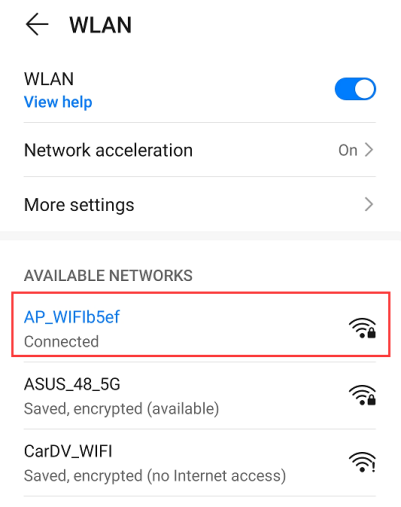 WLAN
WLAN
View help
Network acceleration On
More settings
AVAILABLE NETWORKS
AP_WIFIb5ef
Connected
ASUS_48_5G
Saved, encrypted (available)
CarDV_WIFI
Saved, encrypted (no Internet access)